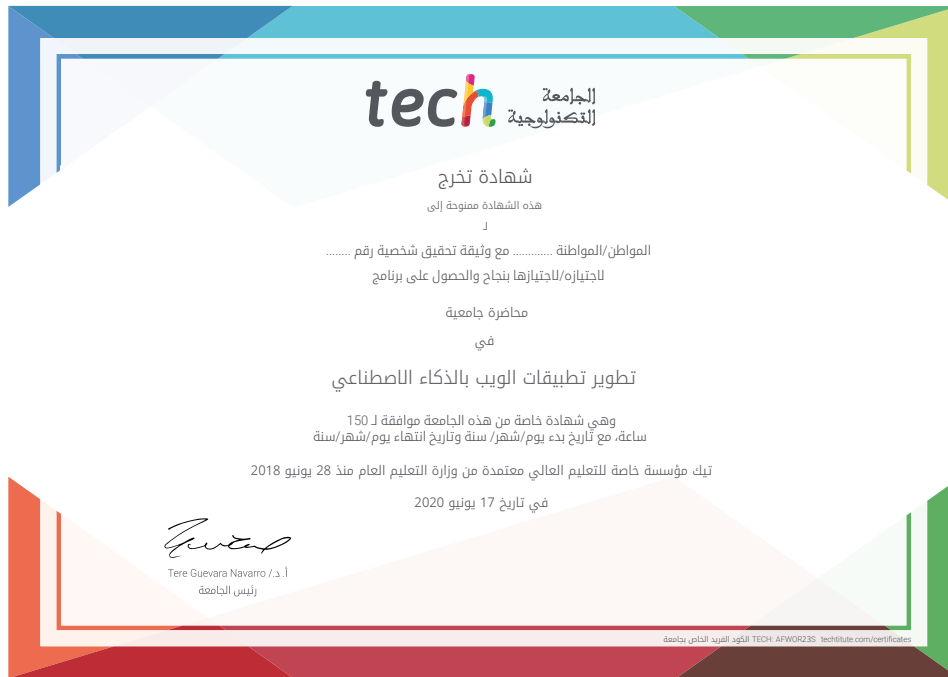 tech الجامعة
التكنولوجية
شهادة تخرج
هذه الشهادة ممنوحة إلى
لـ
المواطن/المواطنة ............ مع وثيقة تحقيق شخصية رقم ........
لاجتيازه/لاجتيازها بنجاح والحصول على برنامج
محاضرة جامعية
في
تطوير تطبيقات الويب بالذكاء الاصطناعي
وهي شهادة خاصة من هذه الجامعة موافقة لـ 150
ساعة، مع تاريخ بدء يوم/شهر/ سنة وتاريخ انتهاء يوم/شهر/سنة
تيك مؤسسة خاصة للتعليم العالي معتمدة من وزارة التعليم العام منذ 28 يونيو 2018
في تاريخ 17 يونيو 2020
أ. د./ Tere Guevara Navarro
رئيس الجامعة
الكود الفريد الخاص بجامعة TECH: AFWOR23S techtitute.com/certificates